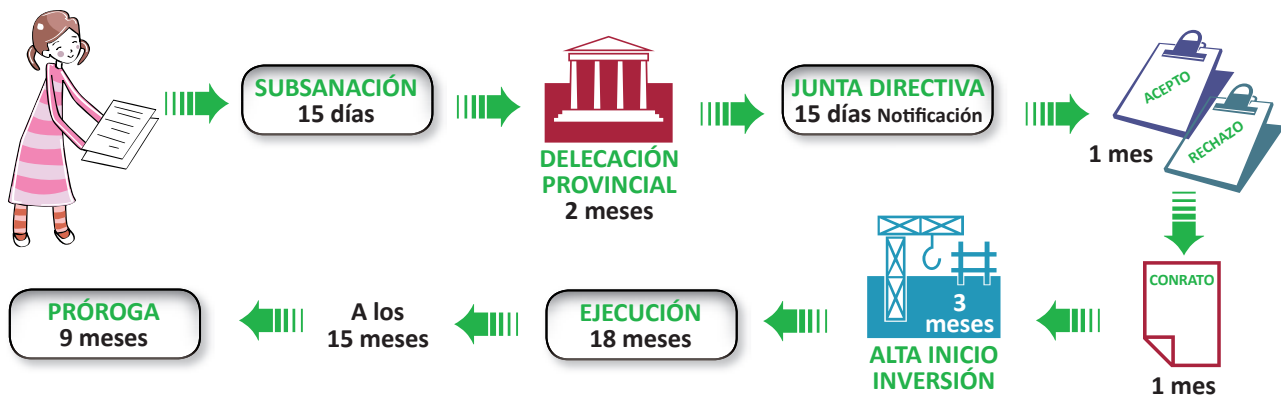 SUBSANACIÓN
15 días
DELECACIÓN
PROVINCIAL
2 meses
JUNTA DIRECTIVA
15 días Notificación
ACEPTO
RECHAZO
1 mes
CONRATO
1 mes
3
meses
ALTA INICIO
INVERSIÓN
EJECUCIÓN
18 meses
A los
15 meses
PRÓROGA
9 meses